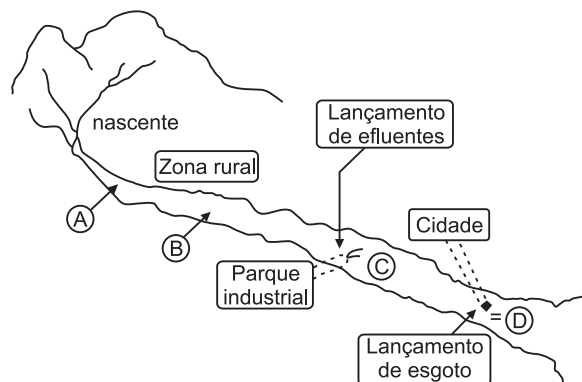 nascente
Zona rural
Lançamento
de efluentes
A
B
Cidade
Parque
industrial
C
= D
Lançamento
de esgoto